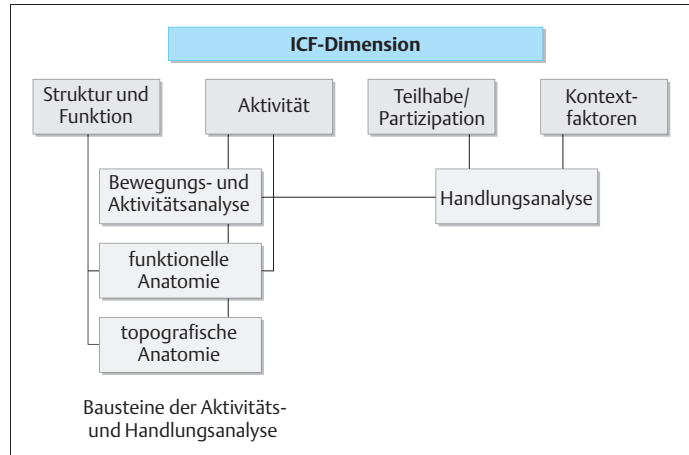 ICF-Dimension
Struktur und
Funktion
Aktivität
Teilhabe/
Partizipation
Kontext-
faktoren
Bewegungs- und
Aktivitätsanalyse
Handlungsanalyse
funktionelle
Anatomie
topografische
Anatomie
Bausteine der Aktivitäts-
und Handlungsanalyse